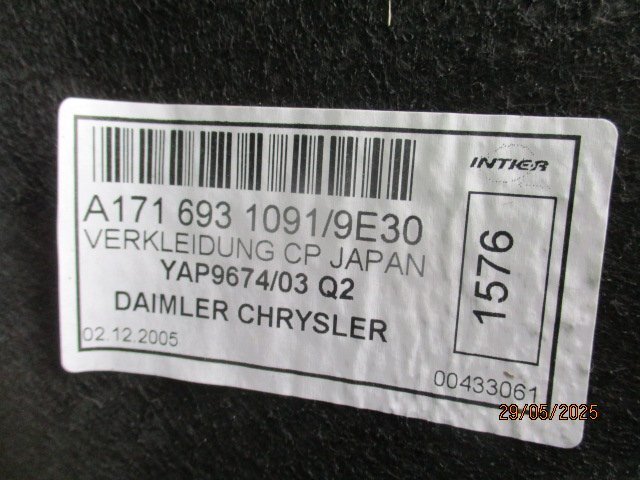 INTIER
A171 693 1091/9E30
VERKLEIDUNG CP JAPAN
YAP9674/03 Q2
DAIMLER CHRYSLER
1576
02.12.2005
00433061
29/05/2025